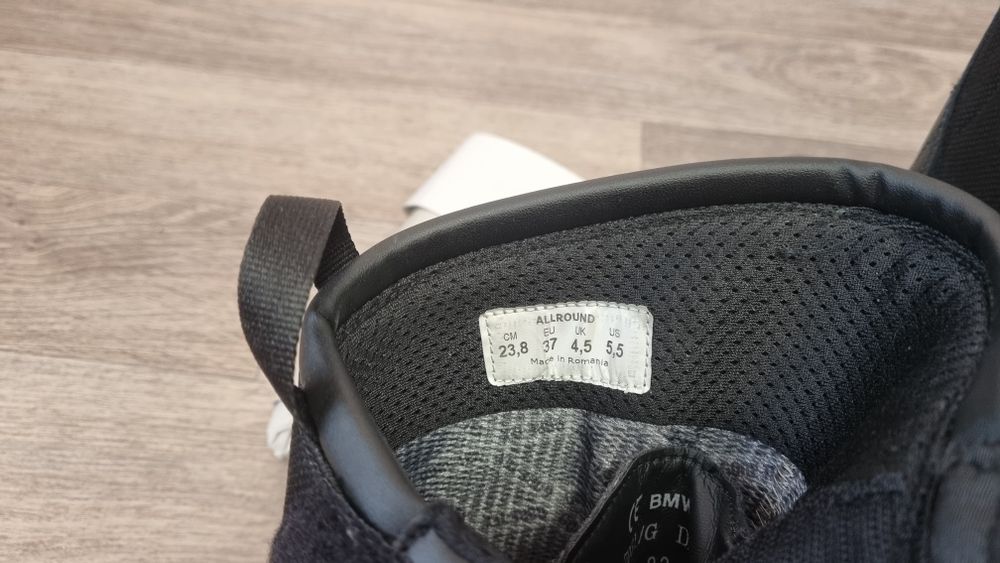 ALLROUND
CM EU UK US
23,8 37 4,5 5,5
Made in Romania
BMW
/G D